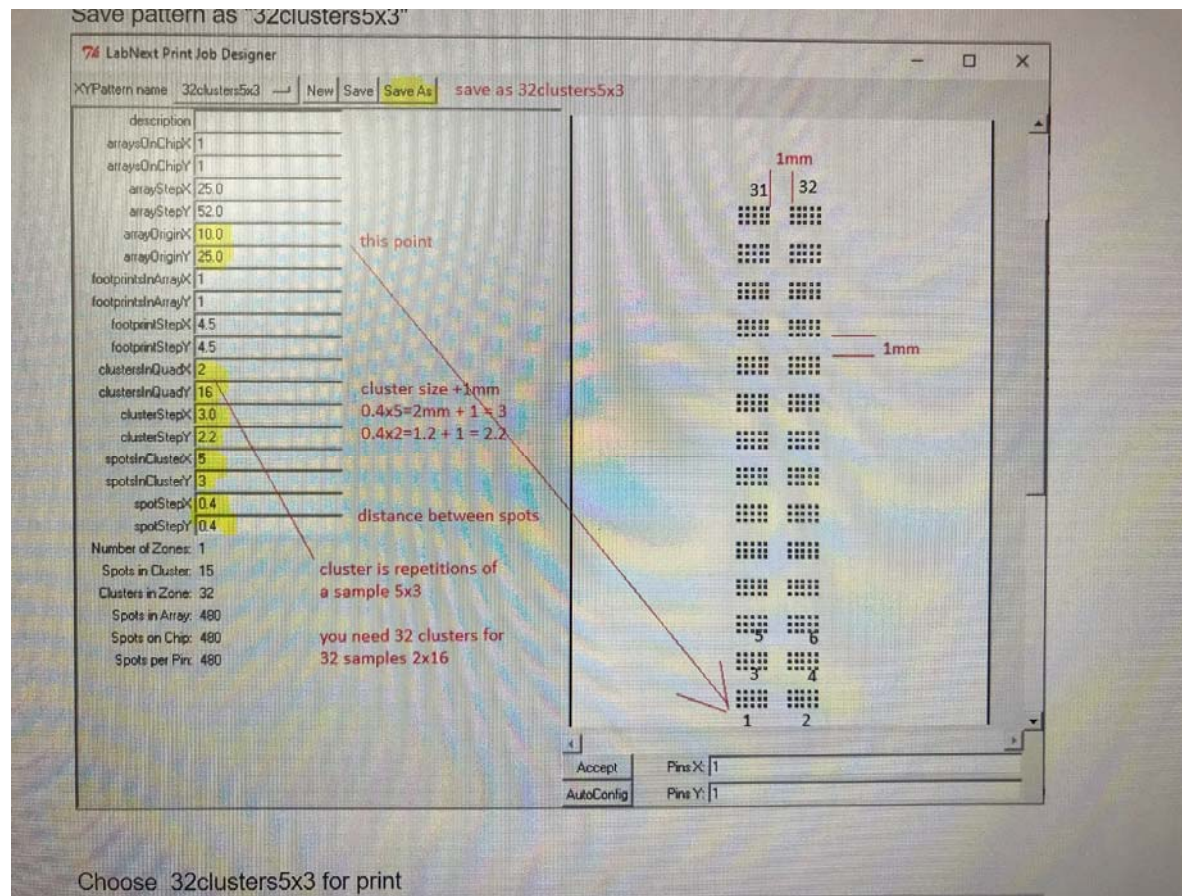 Save pattern as "32clusters5x3"
76 LabNext Print Job Designer
XYPattern name 32clusters5x3 New Save Save As save as 32clusters5x3
description
arraysOnChipX 1
arraysOnChipY 1
arrayStepX 25.0
arrayStepY 52.0
arrayOriginX 10.0
arrayOriginY 25.0
footprintsInArrayX 1
footprintsInArrayY 1
footprintStepX 4.5
footprintStepY 4.5
clustersInQuadX 2
clustersInQuadY 16
clusterStepX 3.0
clusterStepY 2.2
spotsInClusterX 5
spotsInClusterY 3
spotStepX 0.4
spotStepY 0.4
Number of Zones: 1
Spots in Cluster: 15
Clusters in Zone: 32
Spots in Array: 480
Spots on Chip: 480
Spots per Pin: 480
this point
cluster size +1mm
0.4x5=2mm + 1 = 3
0.4x2=1.2 + 1 = 2.2
distance between spots
cluster is repetitions of
a sample 5x3
you need 32 clusters for
32 samples 2x16
1mm
31 32
1mm
5 6
3 4
1 2
Accept Pins X: 1
AutoConfig Pins Y: 1
Choose 32clusters5x3 for print